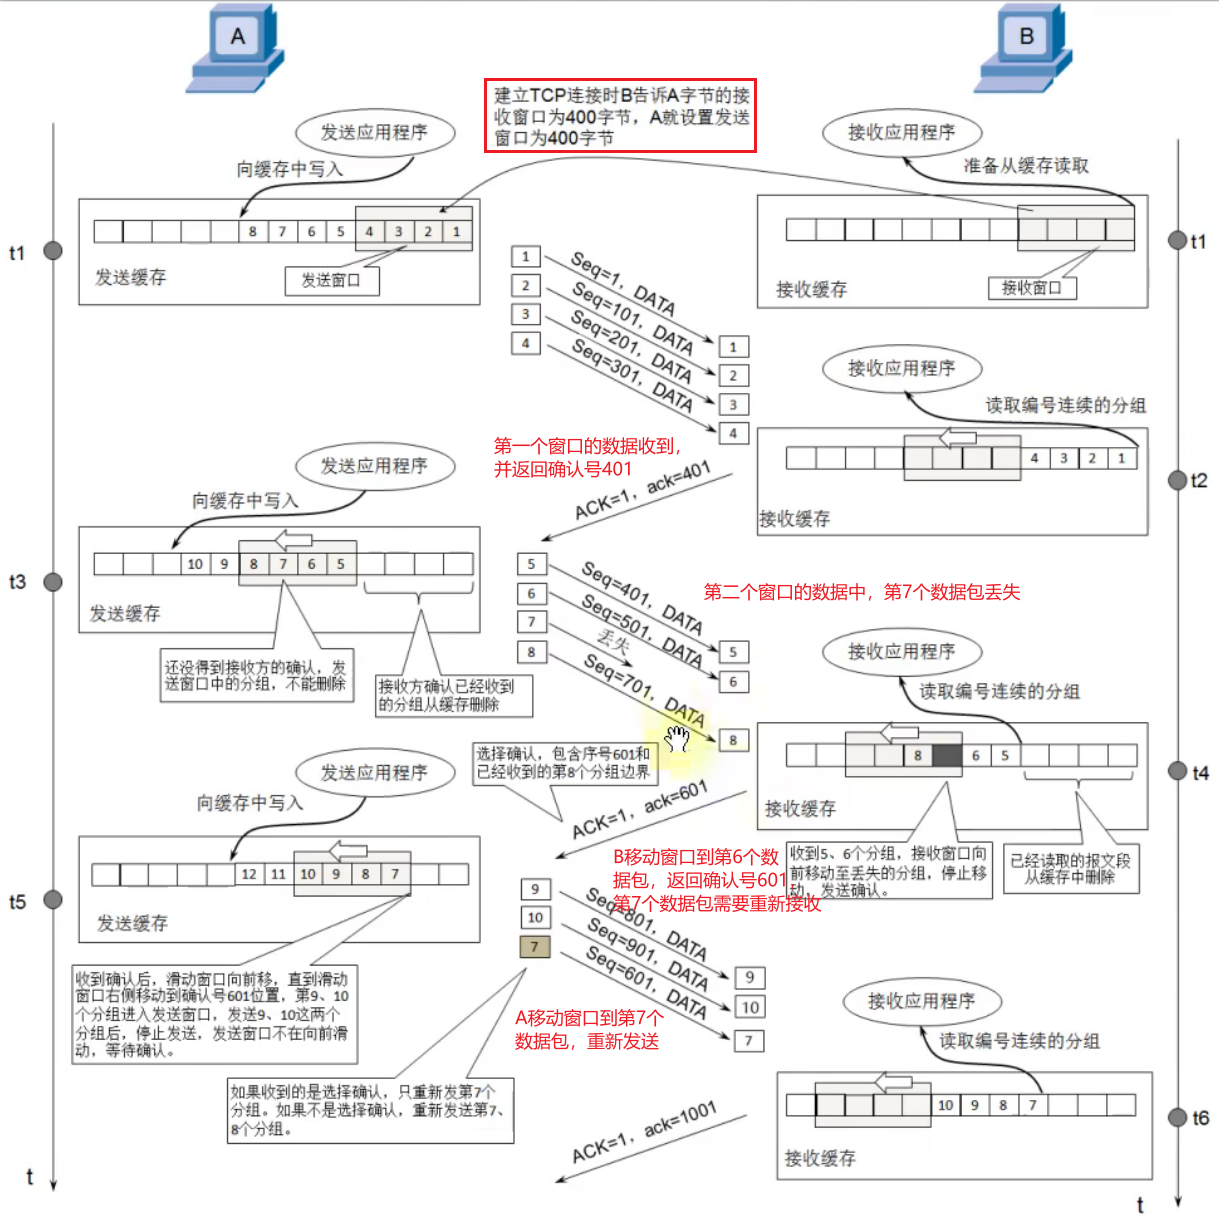 A
B
建立TCP连接时B告诉A字节的接
收窗口为400字节，A就设置发送
窗口为400字节
发送应用程序
接收应用程序
向缓存中写入
准备从缓存读取
8 7 6 5 4 3 2 1
t1
发送缓存
发送窗口
t1
接收缓存
接收窗口
1
2
3
4
Seq=1, DATA
Seq=101, DATA
Seq=201, DATA
Seq=301, DATA
1
2
3
4
接收应用程序
读取编号连续的分组
4 3 2 1
t2
接收缓存
第一个窗口的数据收到，
并返回确认号401
ACK=1, ack=401
发送应用程序
向缓存中写入
10 9 8 7 6 5
t3
发送缓存
还没得到接收方的确认，发
送窗口中的分组，不能删除
接收方确认已经收到
的分组从缓存删除
5
6
7
8
Seq=401, DATA
Seq=501, DATA
丢失
Seq=701, DATA
5
6
8
第二个窗口的数据中，第7个数据包丢失
接收应用程序
读取编号连续的分组
8 6 5
t4
接收缓存
选择确认，包含序号601和
已经收到的第8个分组边界
ACK=1, ack=601
收到5、6个分组，接收窗口向
前移动至丢失的分组，停止移
动，发送确认。
已经读取的报文段
从缓存中删除
B移动窗口到第6个数
据包，返回确认号601，
第7个数据包需要重新接收
发送应用程序
向缓存中写入
12 11 10 9 8 7
t5
发送缓存
收到确认后，滑动窗口向前移，直到滑动
窗口右侧移动到确认号601位置，第9、10
个分组进入发送窗口，发送9、10这两个
分组后，停止发送，发送窗口不在向前滑
动，等待确认。
9
10
7
Seq=801, DATA
Seq=901, DATA
Seq=601, DATA
9
10
7
A移动窗口到第7个
数据包，重新发送
如果收到的是选择确认，只重新发第7个
分组。如果不是选择确认，重新发送第7、
8个分组。
接收应用程序
读取编号连续的分组
10 9 8 7
t6
接收缓存
ACK=1, ack=1001
t
t